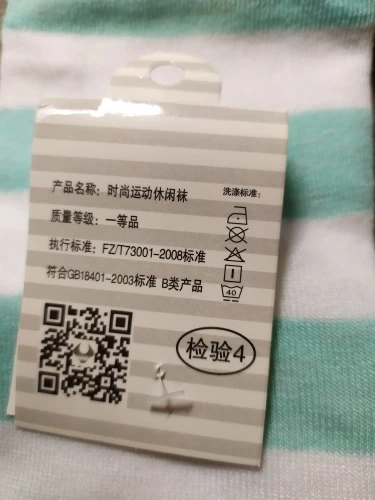 产品名称：时尚运动休闲袜
质量等级：一等品
执行标准：FZ/T73001-2008标准
符合GB18401-2003标准 B类产品
洗涤标准：
40
检验4